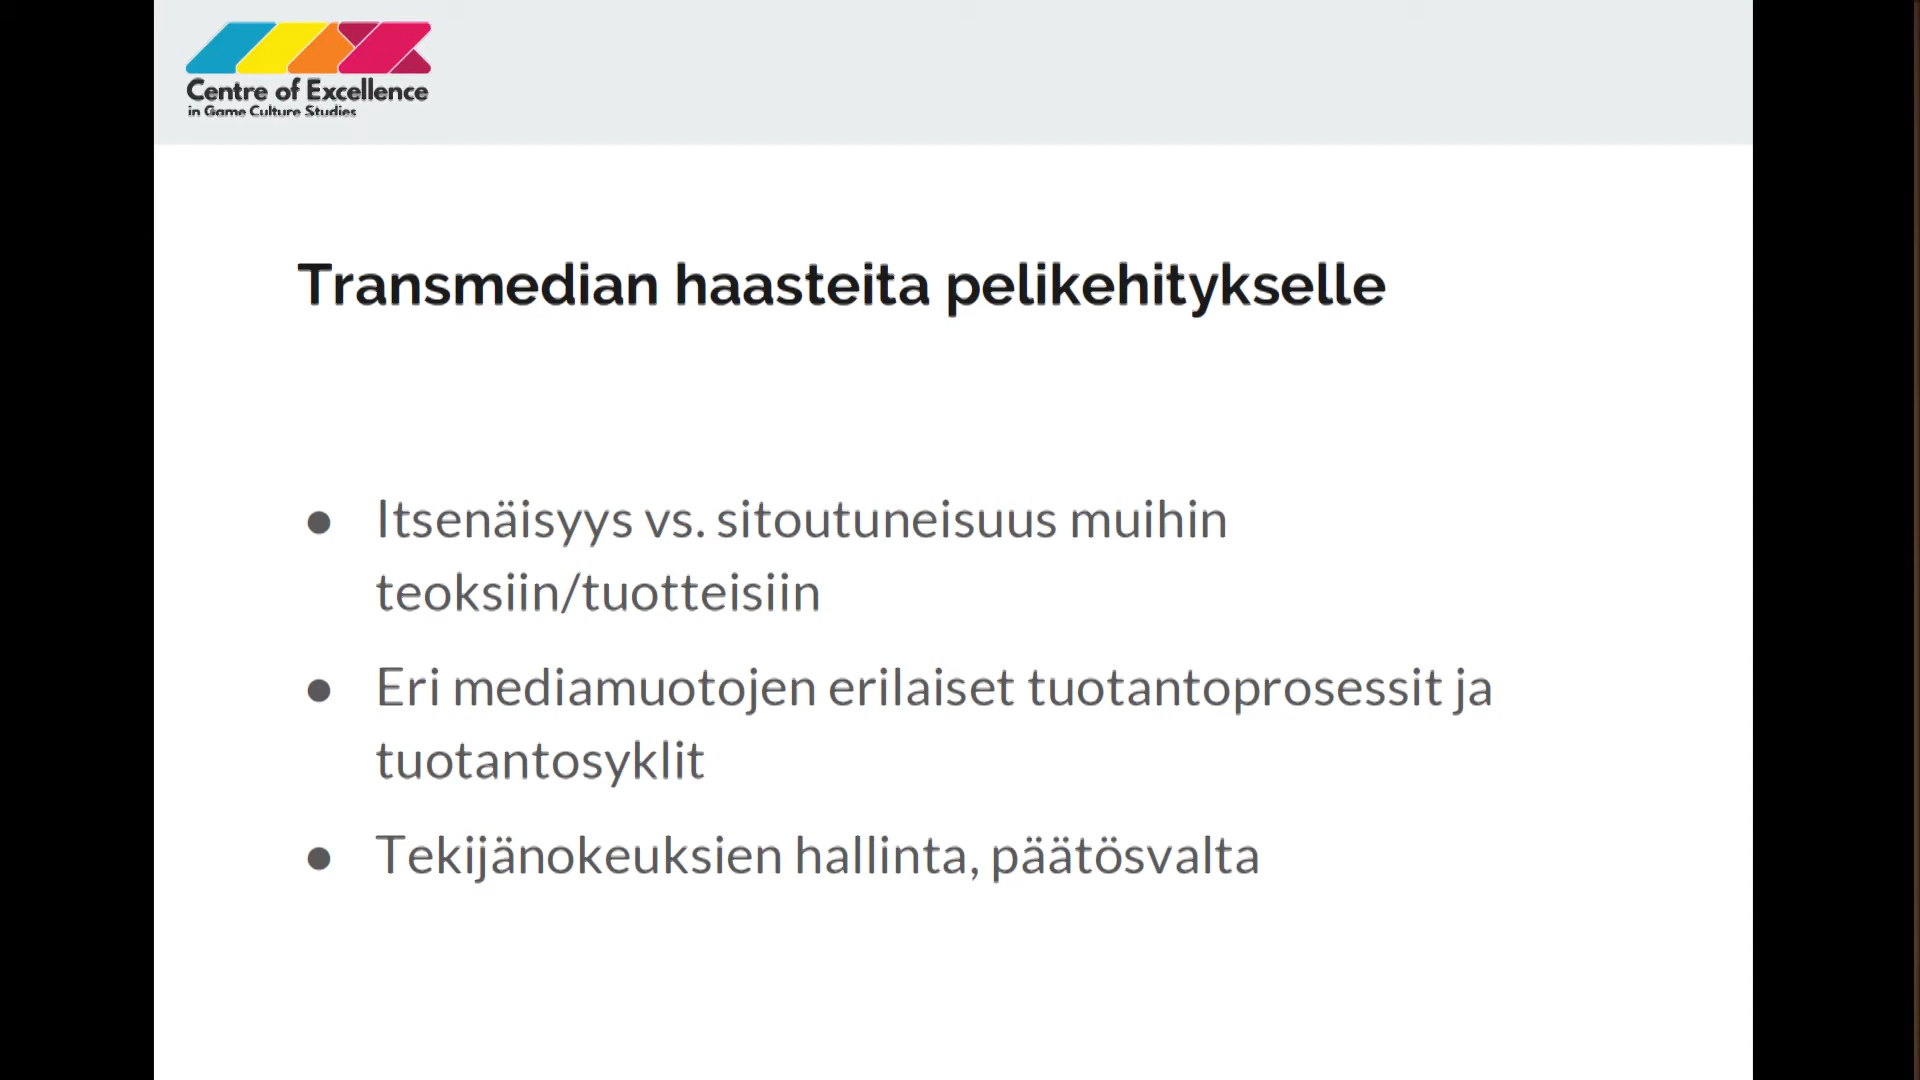 Centre of Excellence
in Game Culture Studies
Transmedian haasteita pelikehitykselle
● Itsenäisyys vs. sitoutuneisuus muihin
teoksiin/tuotteisiin
● Eri mediamuotojen erilaiset tuotantoprosessit ja
tuotantosyklit
● Tekijänokeuksien hallinta, päätösvalta